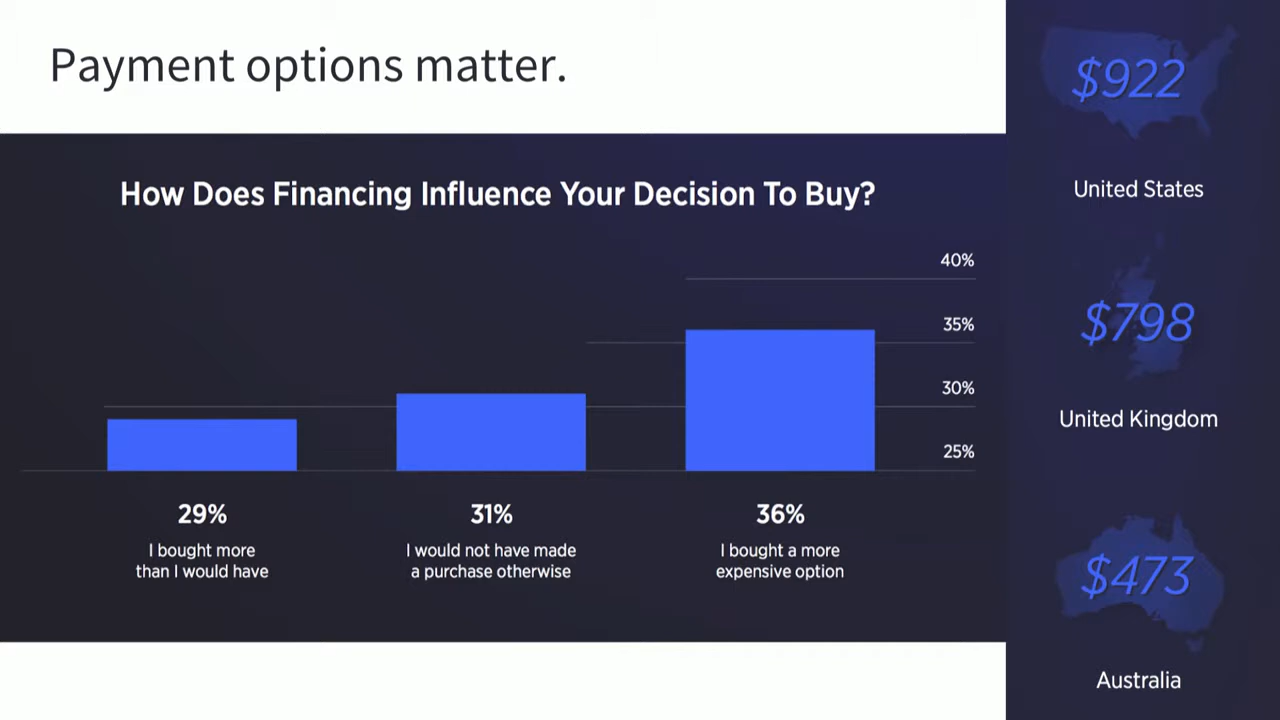 Payment options matter.
How Does Financing Influence Your Decision To Buy?
40%
35%
30%
25%
29%
I bought more
than I would have
31%
I would not have made
a purchase otherwise
36%
I bought a more
expensive option
$922
United States
$798
United Kingdom
$473
Australia